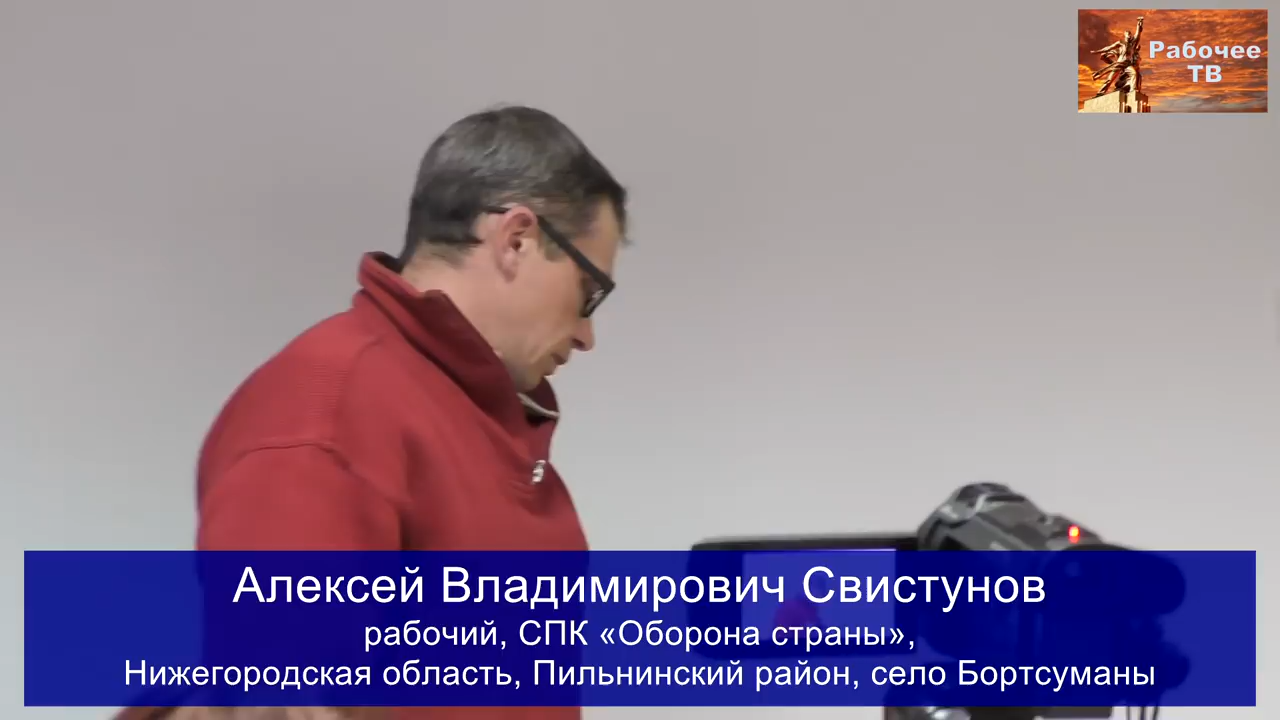 Рабочее
ТВ
Алексей Владимирович Свистунов
рабочий, СПК «Оборона страны»,
Нижегородская область, Пильнинский район, село Бортсуманы